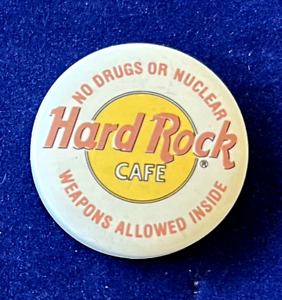 NO DRUGS OR NUCLEAR
Hard Rock®
CAFE
WEAPONS ALLOWED INSIDE